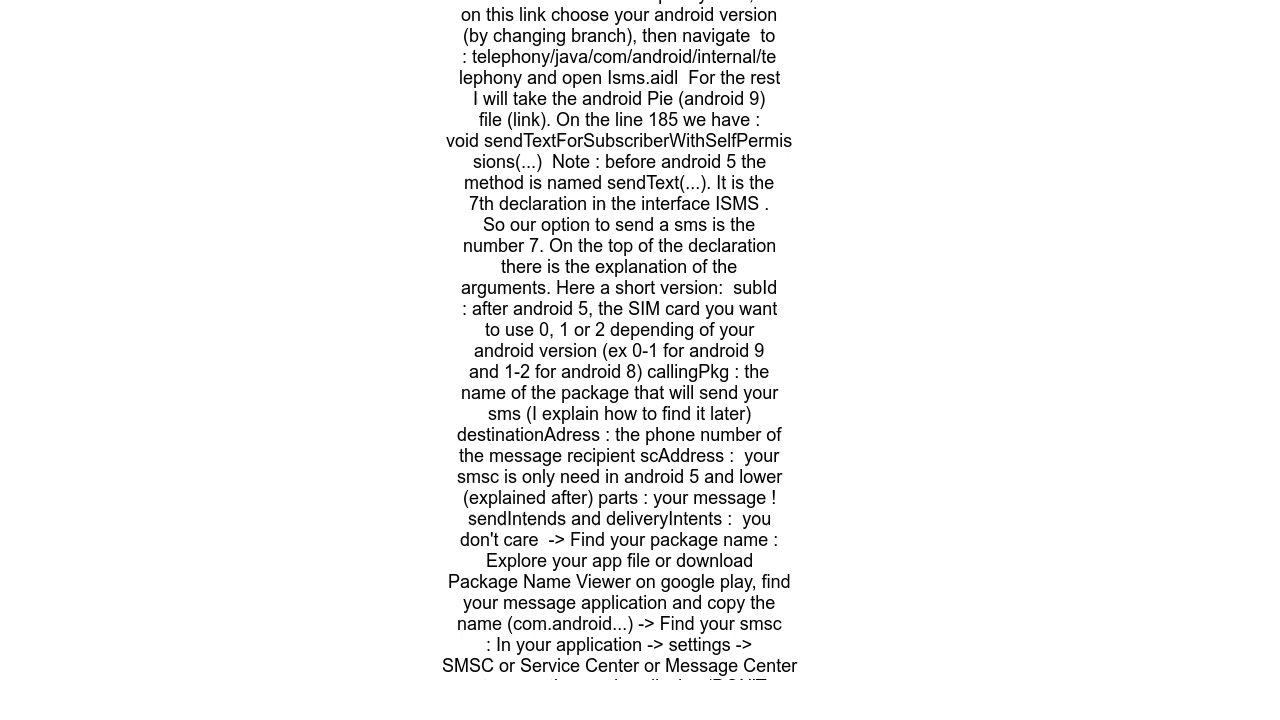 on this link choose your android version
(by changing branch), then navigate  to
: telephony/java/com/android/internal/te
lephony and open Isms.aidl  For the rest
I will take the android Pie (android 9)
file (link). On the line 185 we have :
void sendTextForSubscriberWithSelfPermis
sions(...)  Note : before android 5 the
method is named sendText(...). It is the
7th declaration in the interface ISMS .
So our option to send a sms is the
number 7. On the top of the declaration
there is the explanation of the
arguments. Here a short version:  subId
: after android 5, the SIM card you want
to use 0, 1 or 2 depending of your
android version (ex 0-1 for android 9
and 1-2 for android 8) callingPkg : the
name of the package that will send your
sms (I explain how to find it later)
destinationAdress : the phone number of
the message recipient scAddress :  your
smsc is only need in android 5 and lower
(explained after) parts : your message !
sendIntends and deliveryIntents :  you
don't care  -> Find your package name :
Explore your app file or download
Package Name Viewer on google play, find
your message application and copy the
name (com.android...) -> Find your smsc
: In your application -> settings ->
SMSC or Service Center or Message Center